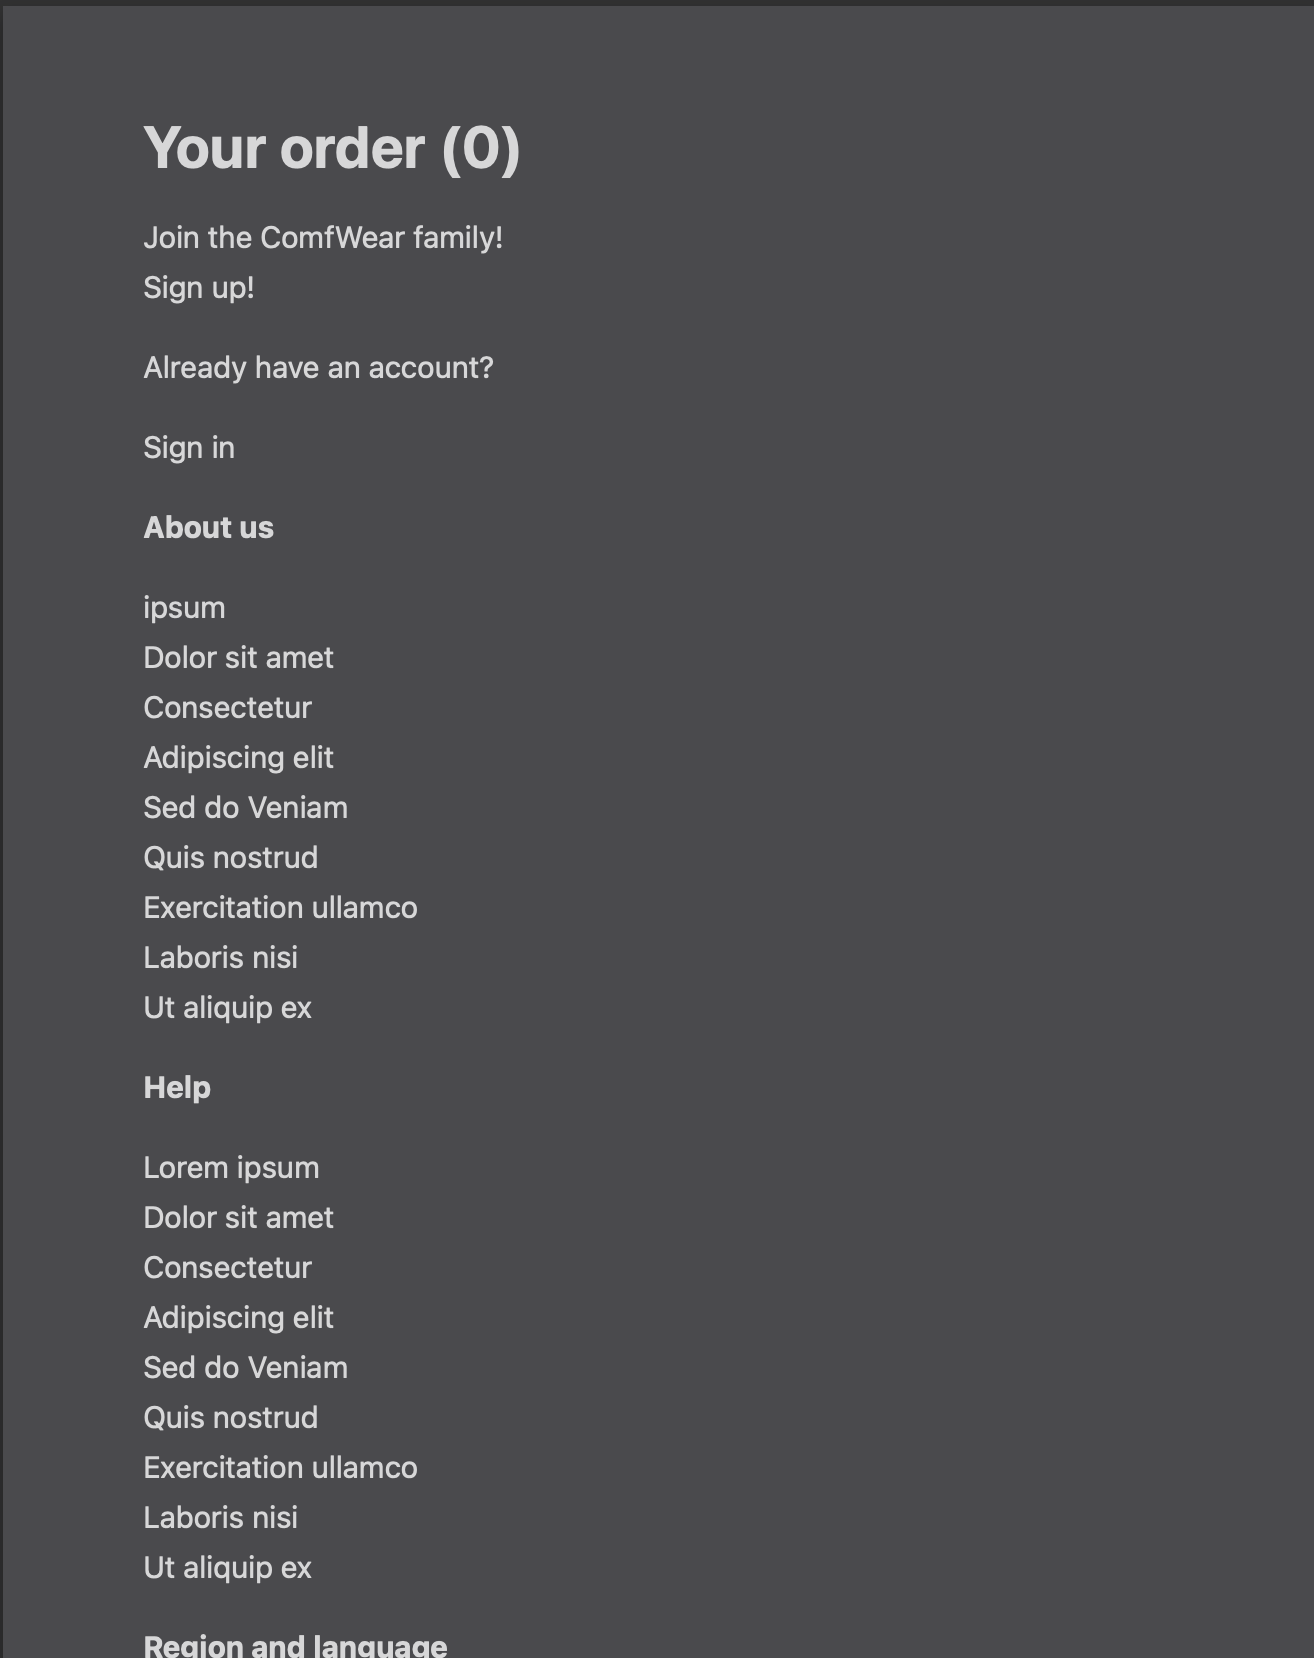 Your order (0)
Join the ComfWear family!
Sign up!
Already have an account?
Sign in
About us
ipsum
Dolor sit amet
Consectetur
Adipiscing elit
Sed do Veniam
Quis nostrud
Exercitation ullamco
Laboris nisi
Ut aliquip ex
Help
Lorem ipsum
Dolor sit amet
Consectetur
Adipiscing elit
Sed do Veniam
Quis nostrud
Exercitation ullamco
Laboris nisi
Ut aliquip ex
Region and language